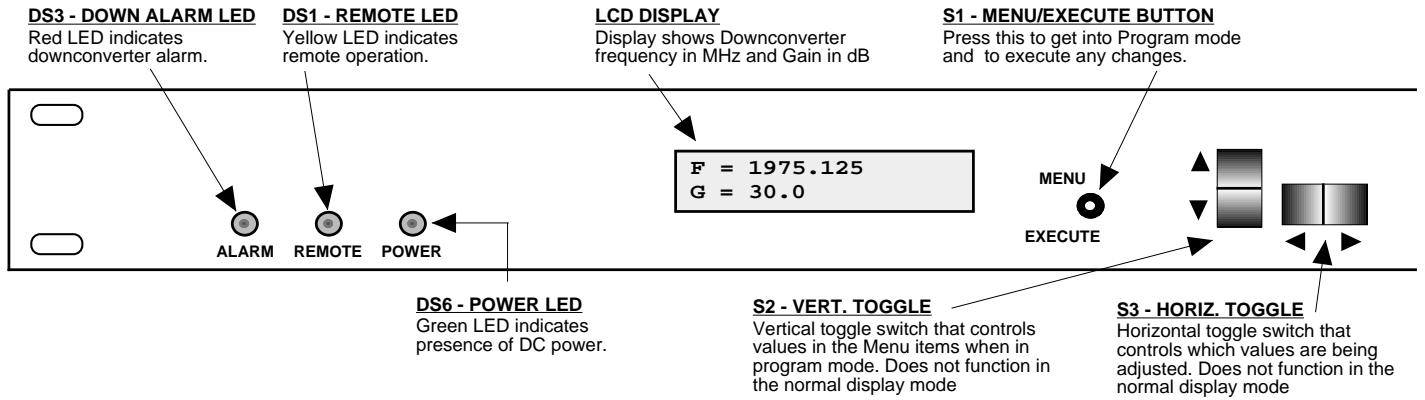 DS3 - DOWN ALARM LED
Red LED indicates
downconverter alarm.
DS1 - REMOTE LED
Yellow LED indicates
remote operation.
LCD DISPLAY
Display shows Downconverter
frequency in MHz and Gain in dB
S1 - MENU/EXECUTE BUTTON
Press this to get into Program mode
and to execute any changes.
F = 1975.125
G = 30.0
MENU
EXECUTE
ALARM
REMOTE
POWER
DS6 - POWER LED
Green LED indicates
presence of DC power.
S2 - VERT. TOGGLE
Vertical toggle switch that controls
values in the Menu items when in
program mode. Does not function in
the normal display mode
S3 - HORIZ. TOGGLE
Horizontal toggle switch that
controls which values are being
adjusted. Does not function in the
normal display mode